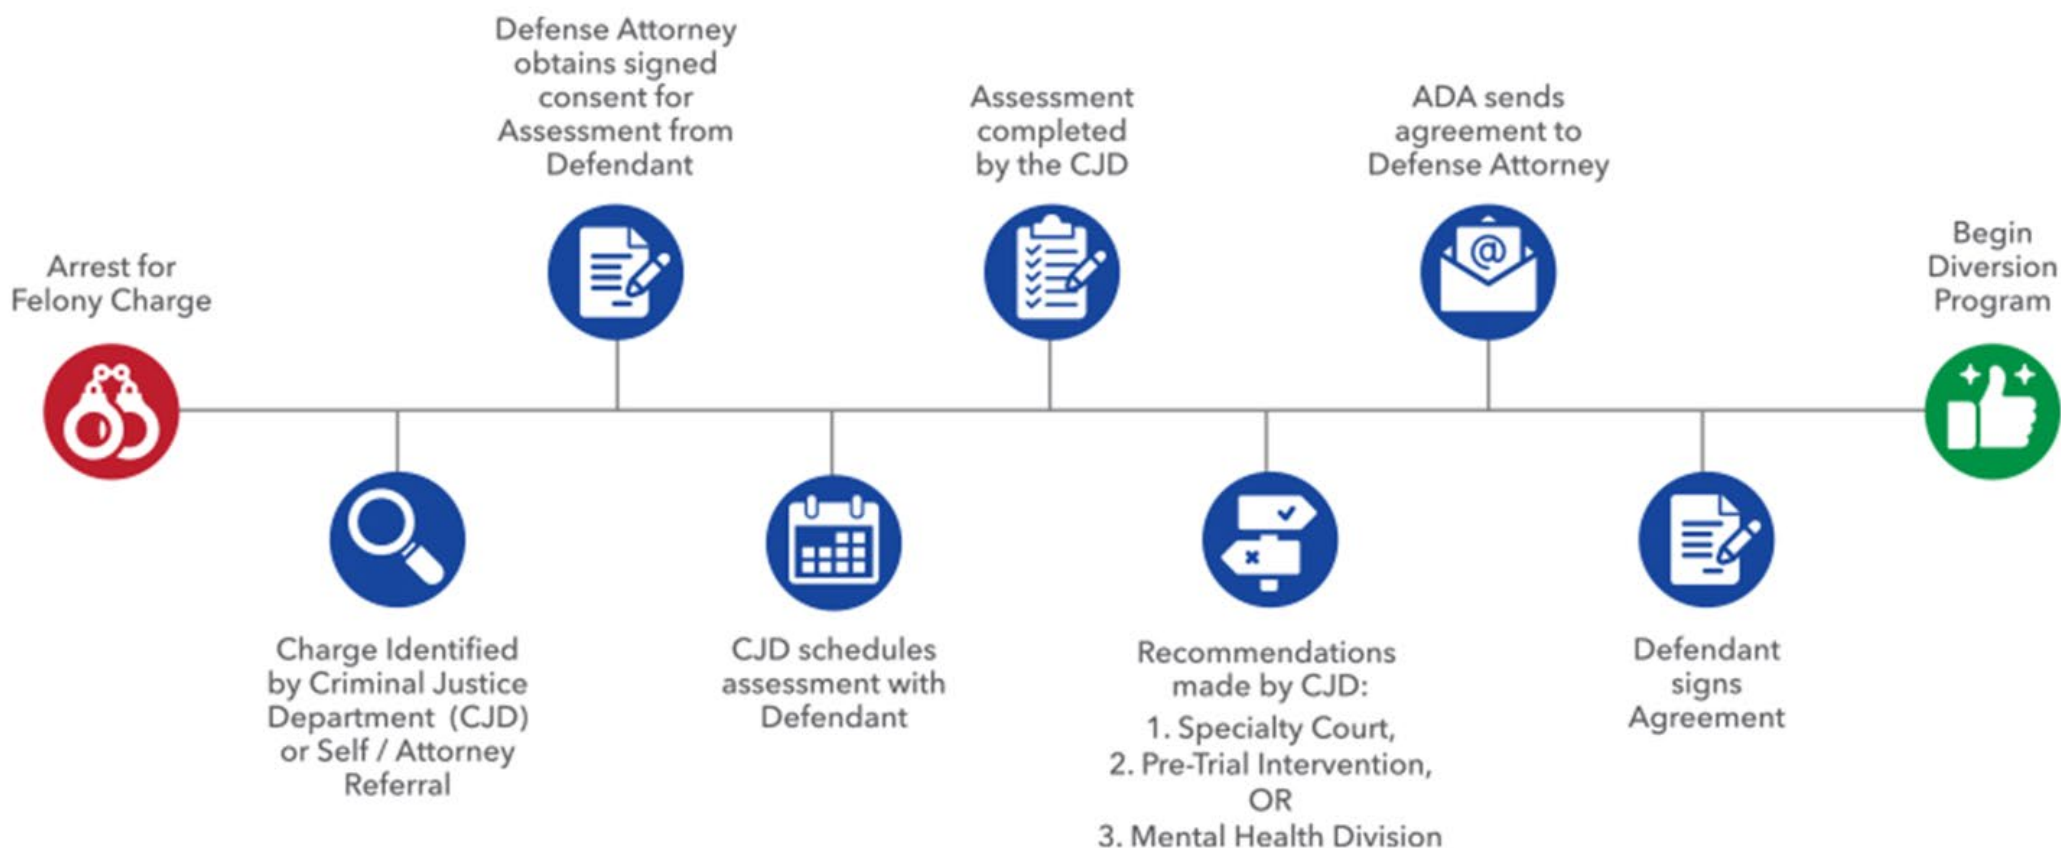 Arrest for
Felony Charge
Charge Identified
by Criminal Justice
Department (CJD)
or Self / Attorney
Referral
Defense Attorney
obtains signed
consent for
Assessment from
Defendant
CJD schedules
assessment with
Defendant
Assessment
completed
by the CJD
Recommendations
made by CJD:
1. Specialty Court,
2. Pre-Trial Intervention,
OR
3. Mental Health Division
ADA sends
agreement to
Defense Attorney
@
Defendant
signs
Agreement
Begin
Diversion
Program